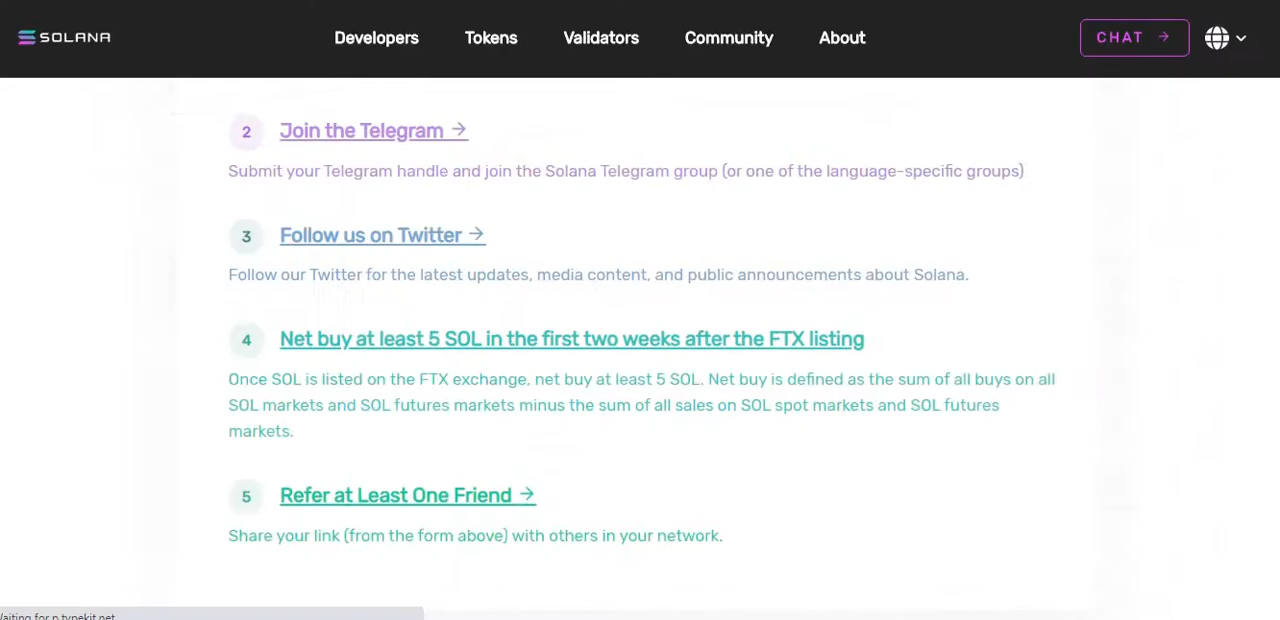 SOLANA Developers Tokens Validators Community About CHAT →
2 Join the Telegram →
Submit your Telegram handle and join the Solana Telegram group (or one of the language-specific groups)
3 Follow us on Twitter →
Follow our Twitter for the latest updates, media content, and public announcements about Solana.
4 Net buy at least 5 SOL in the first two weeks after the FTX listing
Once SOL is listed on the FTX exchange, net buy at least 5 SOL. Net buy is defined as the sum of all buys on all
SOL markets and SOL futures markets minus the sum of all sales on SOL spot markets and SOL futures
markets.
5 Refer at Least One Friend →
Share your link (from the form above) with others in your network.
Waiting for p.typekit.net